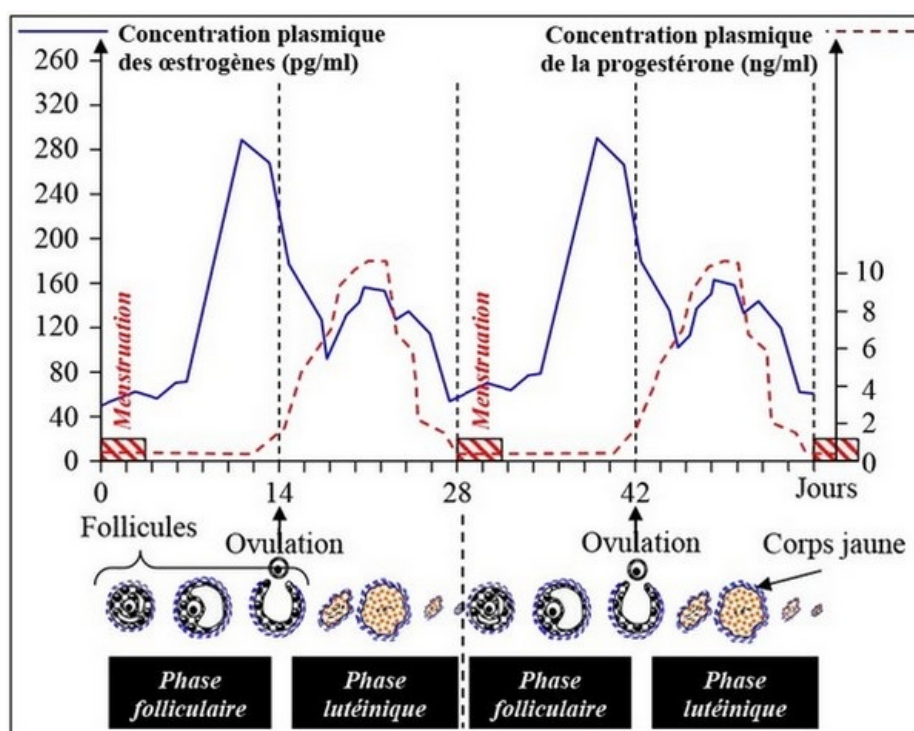 Concentration plasmique
des œstrogènes (pg/ml)
Concentration plasmique
de la progestérone (ng/ml)
260
320
280
240
200
160
120
80
40
0
10
8
6
4
2
0
Menstruation
Menstruation
0
14
28
42
Jours
Follicules
Ovulation
Ovulation
Corps jaune
Phase
folliculaire
Phase
lutéinique
Phase
folliculaire
Phase
lutéinique